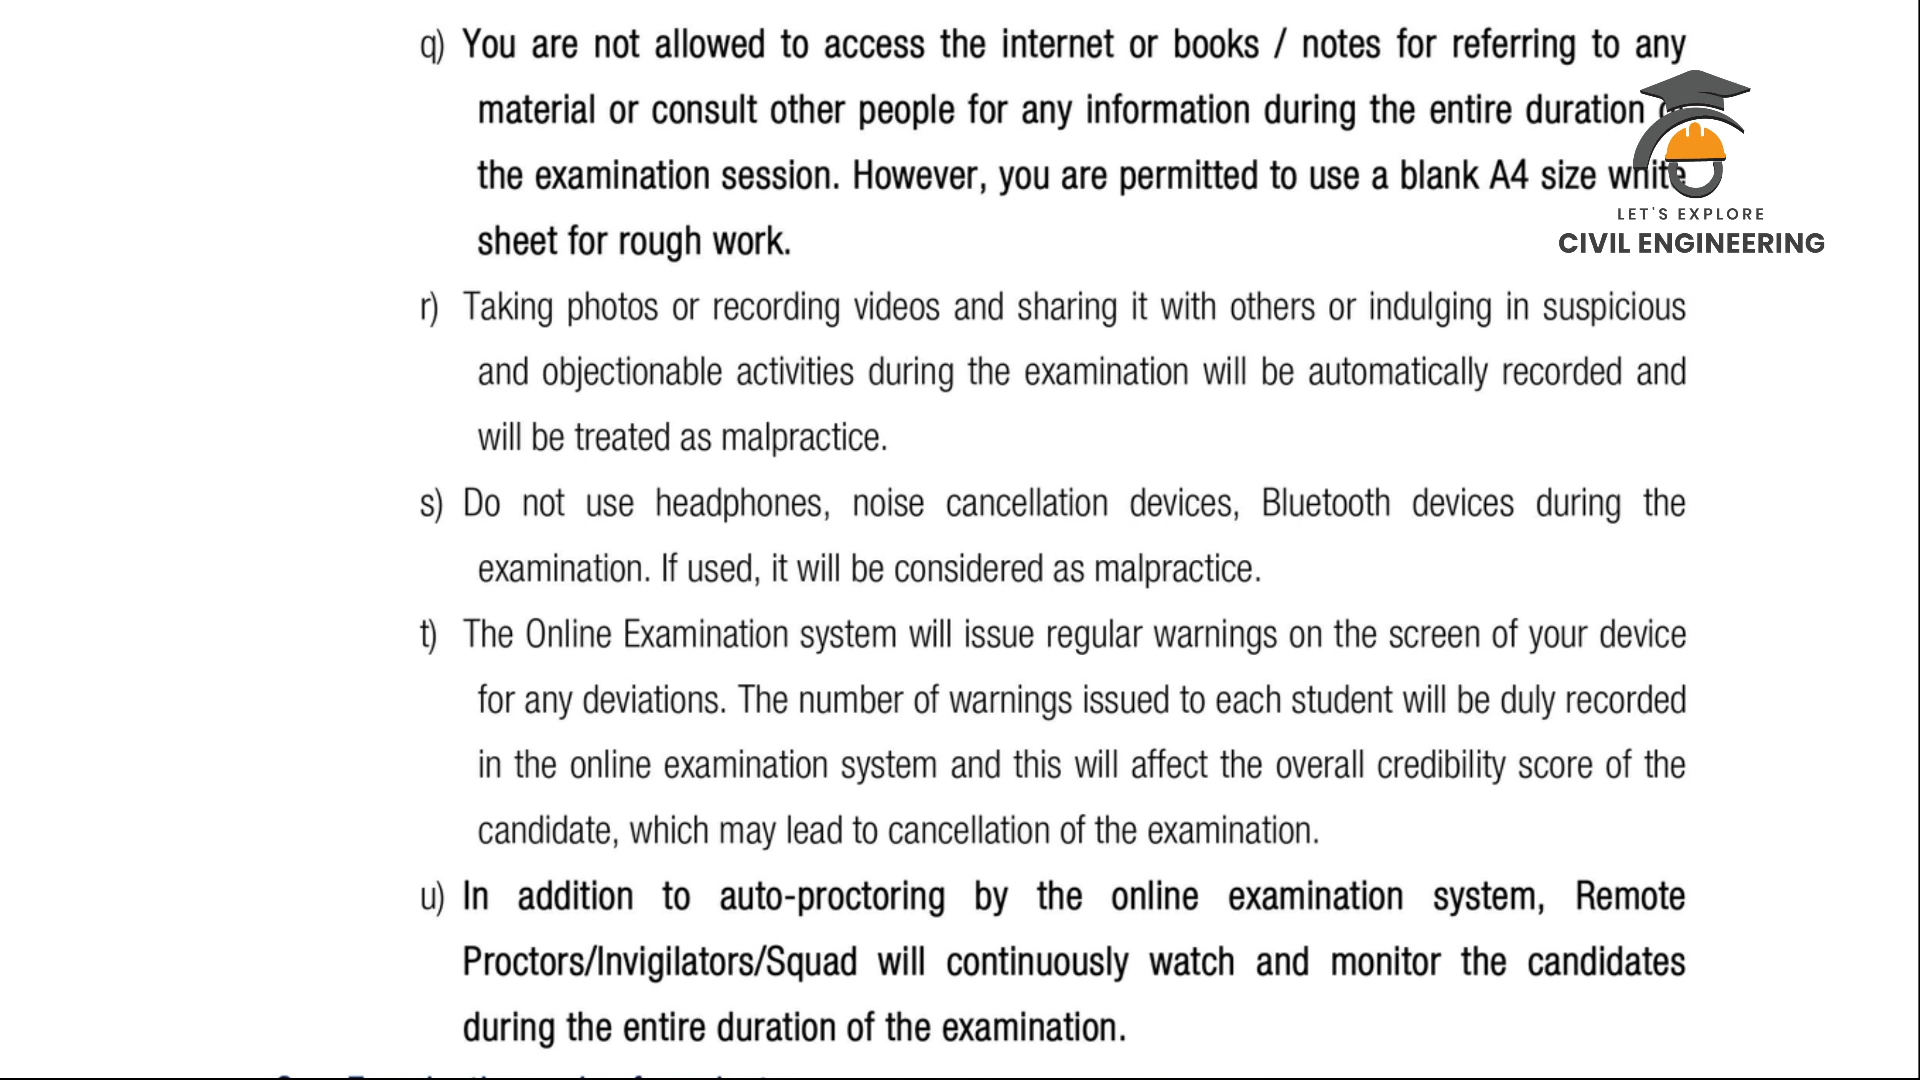 q) You are not allowed to access the internet or books / notes for referring to any
material or consult other people for any information during the entire duration
the examination session. However, you are permitted to use a blank A4 size white
sheet for rough work.
LET'S EXPLORE
CIVIL ENGINEERING
r) Taking photos or recording videos and sharing it with others or indulging in suspicious
and objectionable activities during the examination will be automatically recorded and
will be treated as malpractice.
s) Do not use headphones, noise cancellation devices, Bluetooth devices during the
examination. If used, it will be considered as malpractice.
t) The Online Examination system will issue regular warnings on the screen of your device
for any deviations. The number of warnings issued to each student will be duly recorded
in the online examination system and this will affect the overall credibility score of the
candidate, which may lead to cancellation of the examination.
u) In addition to auto-proctoring by the online examination system, Remote
Proctors/Invigilators/Squad will continuously watch and monitor the candidates
during the entire duration of the examination.